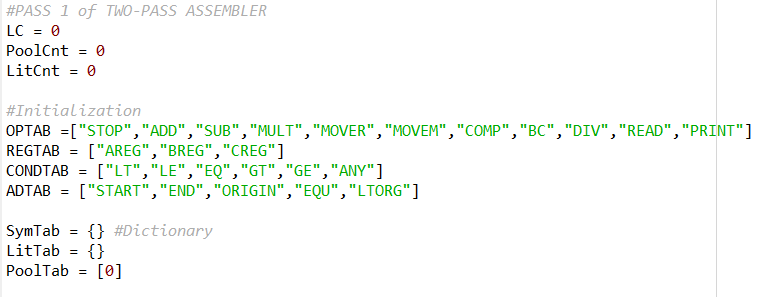 #PASS 1 of TWO-PASS ASSEMBLER
LC = 0
PoolCnt = 0
LitCnt = 0
#Initialization
OPTAB =["STOP","ADD","SUB","MULT","MOVER","MOVEM","COMP","BC","DIV","READ","PRINT"]
REGTAB = ["AREG","BREG","CREG"]
CONDTAB = ["LT","LE","EQ","GT","GE","ANY"]
ADTAB = ["START","END","ORIGIN","EQU","LTORG"]
SymTab = {} #Dictionary
LitTab = {}
PoolTab = [0]